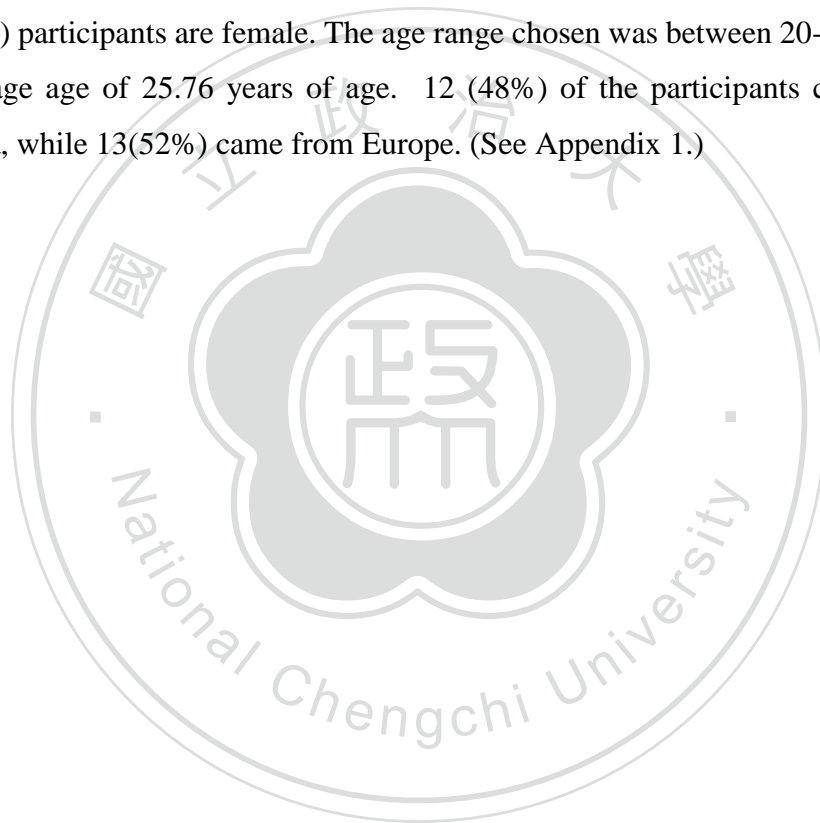 ) participants are female. The age range chosen was between 20-
age age of 25.76 years of age. 12 (48%) of the participants c
, while 13(52%) came from Europe. (See Appendix 1.)
國立政治大學
政
National Chengchi University